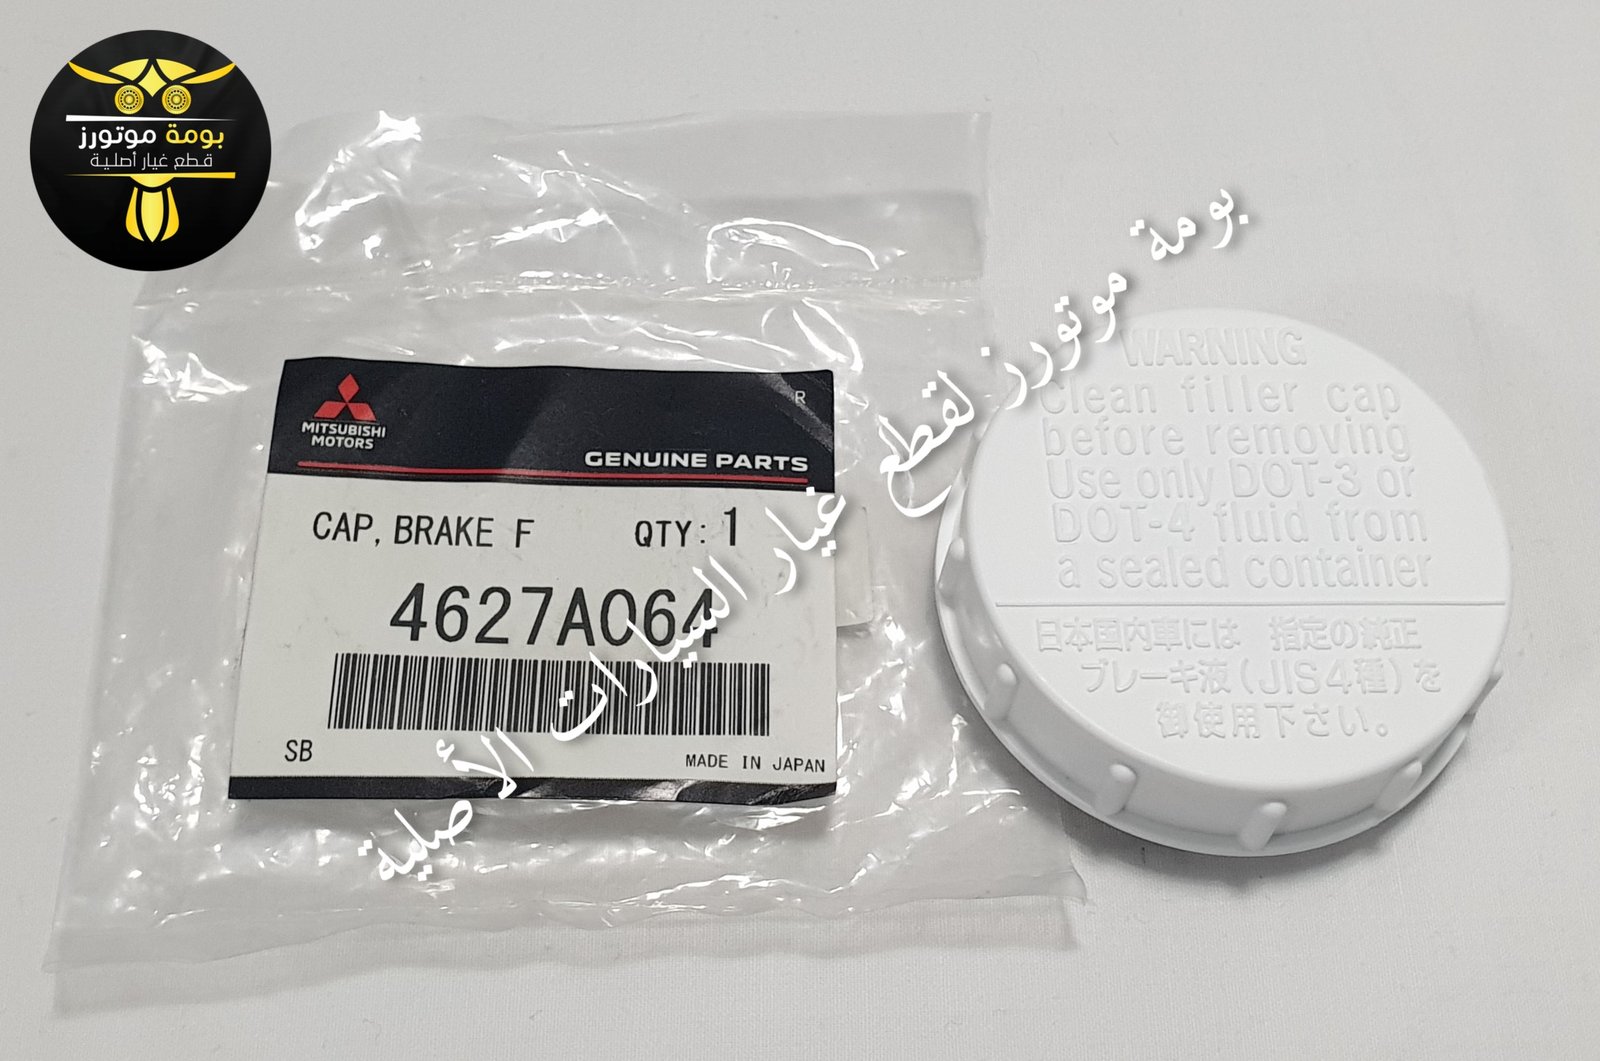 بومة موتورز
قطع غيار أصلية
بومة موتورز لقطع غيار السيارات الأصلية
R
MITSUBISHI
MOTORS
GENUINE PARTS
CAP, BRAKE F QTY: 1
4627A064
SB MADE IN JAPAN
WARNING
Clean filler cap
before removing
Use only DOT-3 or
DOT-4 fluid from
a sealed container
日本国内車には 指定の純正
ブレーキ液(JIS4種)を
御使用下さい。